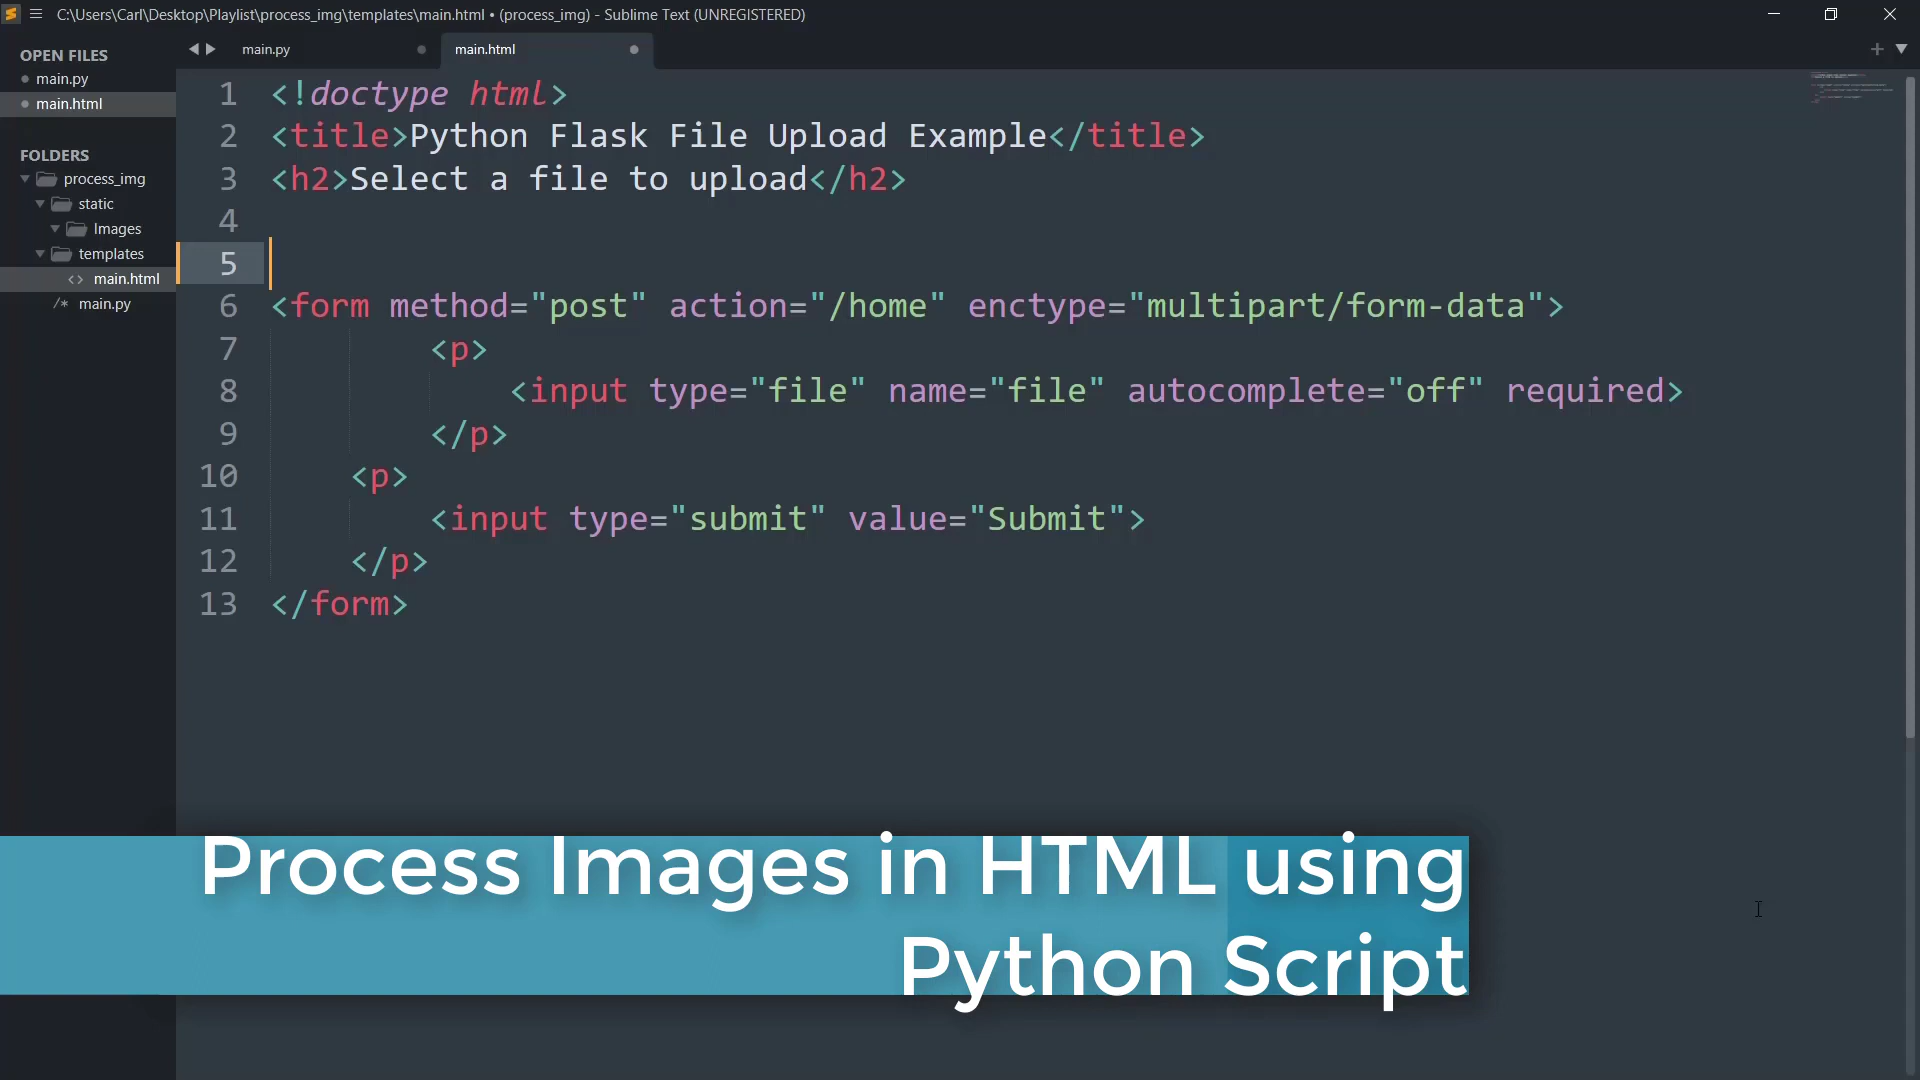 C:\Users\Carl\Desktop\Playlist\process_img\templates\main.html • (process_img) - Sublime Text (UNREGISTERED)
OPEN FILES
main.py
main.html
FOLDERS
process_img
static
Images
templates
<> main.html
/* main.py
main.py
main.html
1 <!doctype html>
2 <title>Python Flask File Upload Example</title>
3 <h2>Select a file to upload</h2>
4
5
6 <form method="post" action="/home" enctype="multipart/form-data">
7 <p>
8 <input type="file" name="file" autocomplete="off" required>
9 </p>
10 <p>
11 <input type="submit" value="Submit">
12 </p>
13 </form>
Process Images in HTML using
Python Script